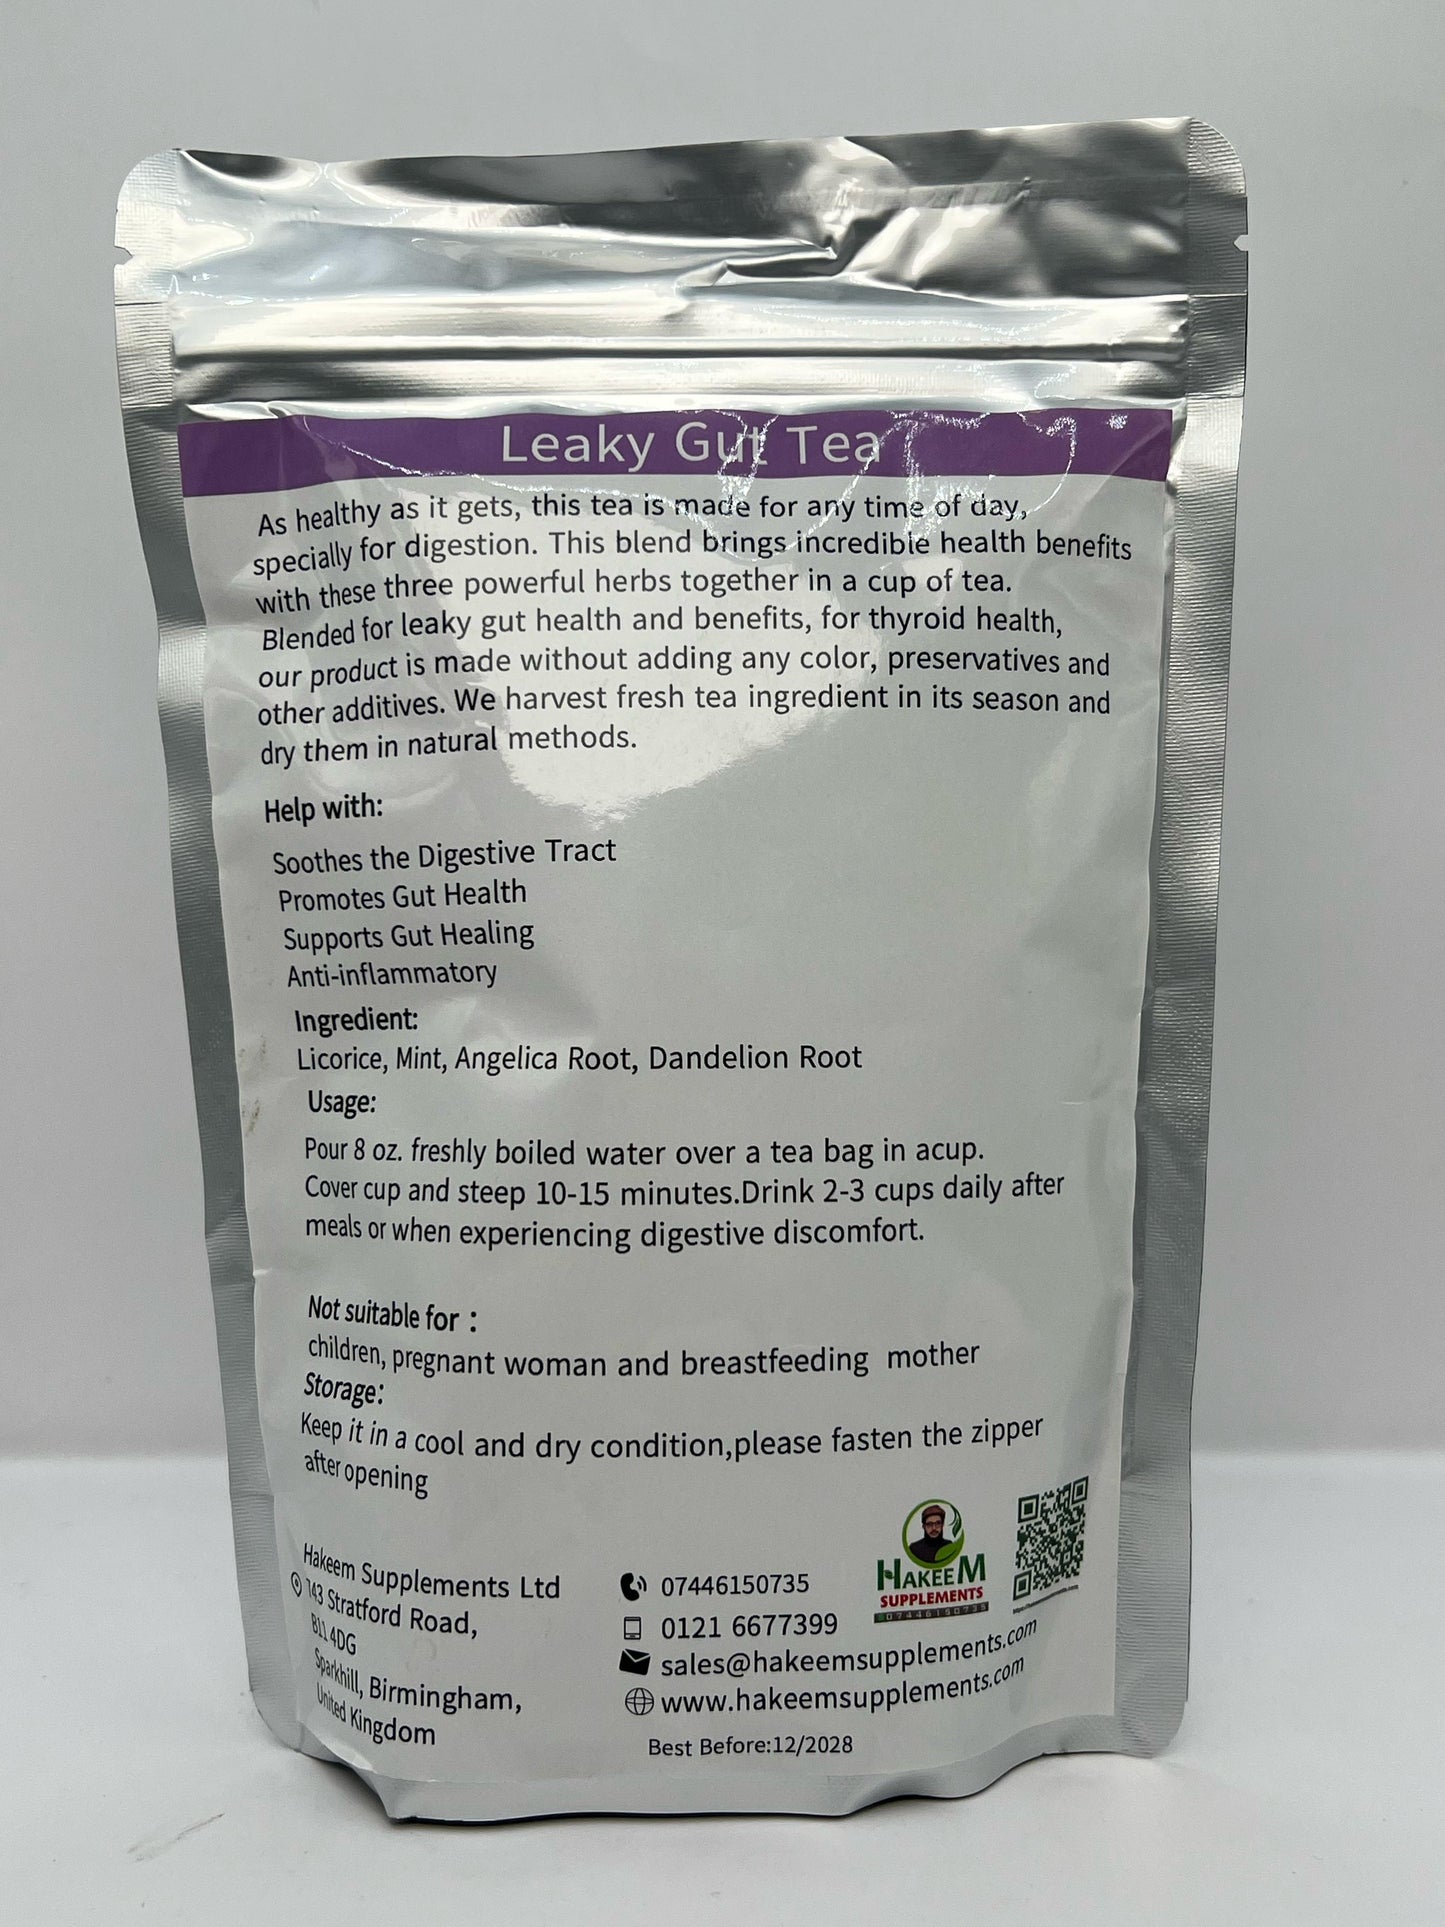 Leaky Gut Tea
As healthy as it gets, this tea is made for any time of day,
specially for digestion. This blend brings incredible health benefits
with these three powerful herbs together in a cup of tea.
Blended for leaky gut health and benefits, for thyroid health,
our product is made without adding any color, preservatives and
other additives. We harvest fresh tea ingredient in its season and
dry them in natural methods.
Help with:
Soothes the Digestive Tract
Promotes Gut Health
Supports Gut Healing
Anti-inflammatory
Ingredient:
Licorice, Mint, Angelica Root, Dandelion Root
Usage:
Pour 8 oz. freshly boiled water over a tea bag in acup.
Cover cup and steep 10-15 minutes.Drink 2-3 cups daily after
meals or when experiencing digestive discomfort.
Not suitable for :
children, pregnant woman and breastfeeding mother
Storage:
Keep it in a cool and dry condition,please fasten the zipper
after opening
Hakeem Supplements Ltd
743 Stratford Road,
B11 4DG
Sparkhill, Birmingham,
United Kingdom
07446150735
0121 6677399
sales@hakeemsupplements.com
www.hakeemsupplements.com
Best Before:12/2028
HAKEEM
SUPPLEMENTS
07446150735